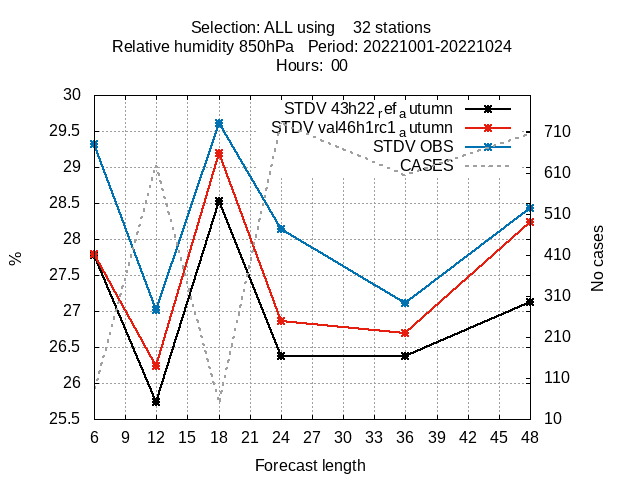 Selection: ALL using    32 stations
Relative humidity 850hPa   Period: 20221001-20221024
Hours:  00
30
29.5
29
28.5
28
27.5
27
26.5
26
25.5
%
STDV 43h22 ref a utumn
STDV val46h1rc1 a utumn
STDV OBS
CASES
710
610
510
410
310
210
110
10
No cases
6 9 12 15 18 21 24 27 30 33 36 39 42 45 48
Forecast length